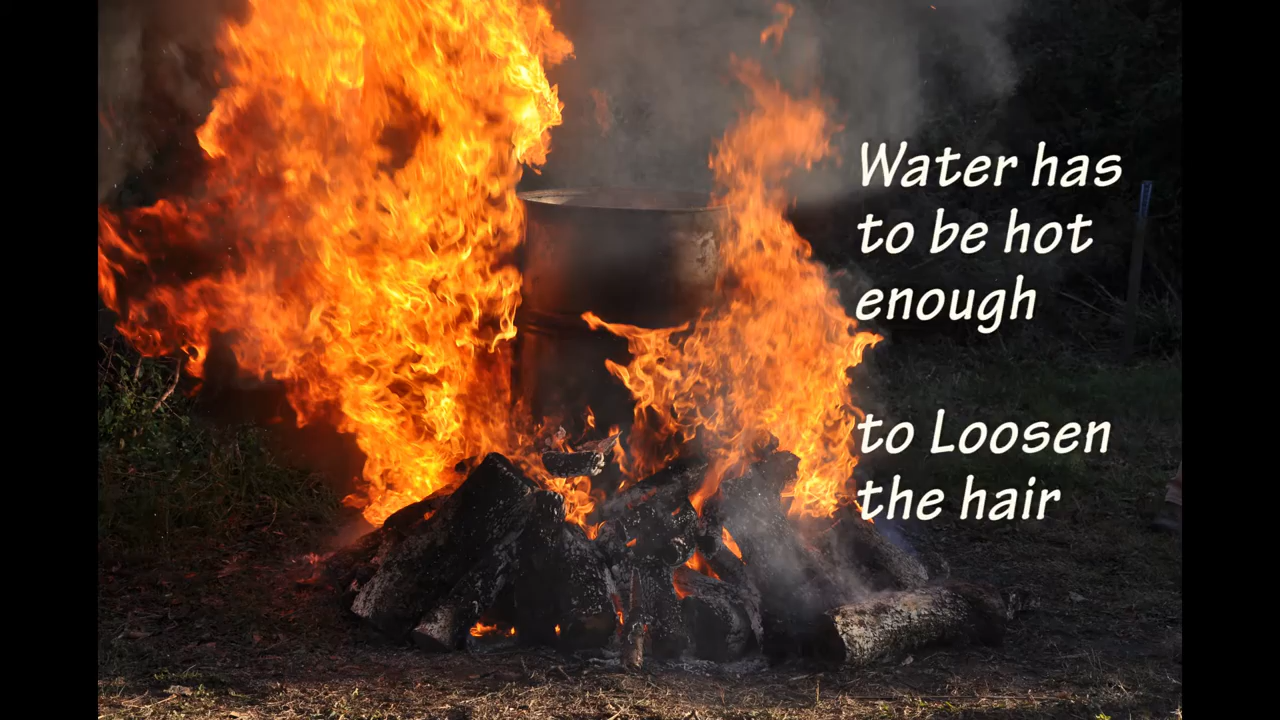 Water has
to be hot
enough
to Loosen
the hair